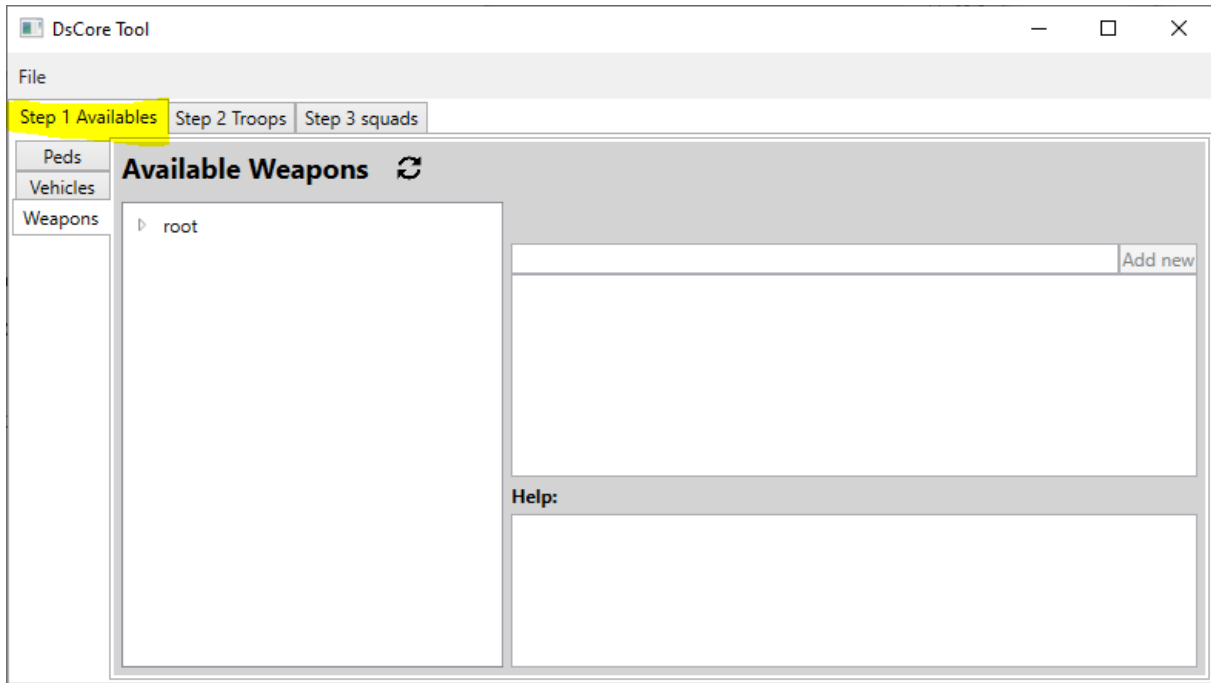 DsCore Tool
File
Step 1 Availables Step 2 Troops Step 3 squads
Peds
Vehicles
Weapons
Available Weapons
root
Add new
Help: